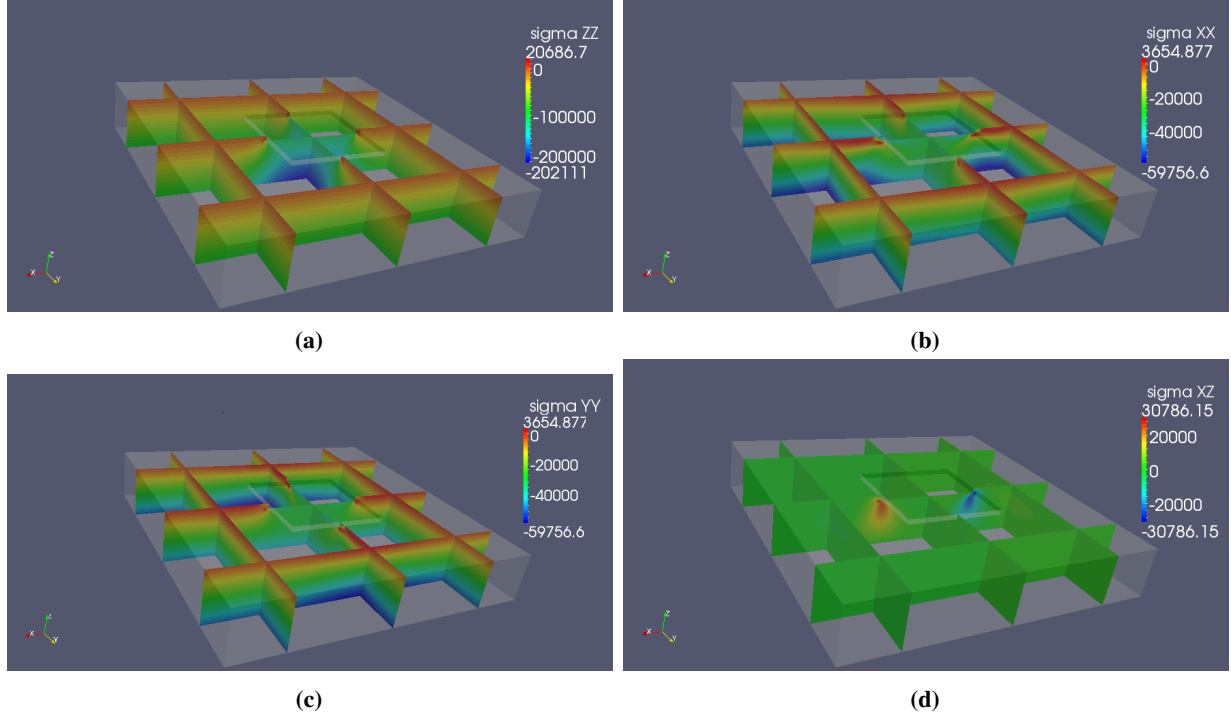 sigma ZZ
20686.7
0
-100000
-200000
-202111
Z
X
Y
(a)
sigma XX
3654.877
0
-20000
-40000
-59756.6
Z
X
Y
(b)
sigma YY
3654.877
0
-20000
-40000
-59756.6
Z
X
Y
(c)
sigma XZ
30786.15
20000
0
-20000
-30786.15
Z
X
Y
(d)